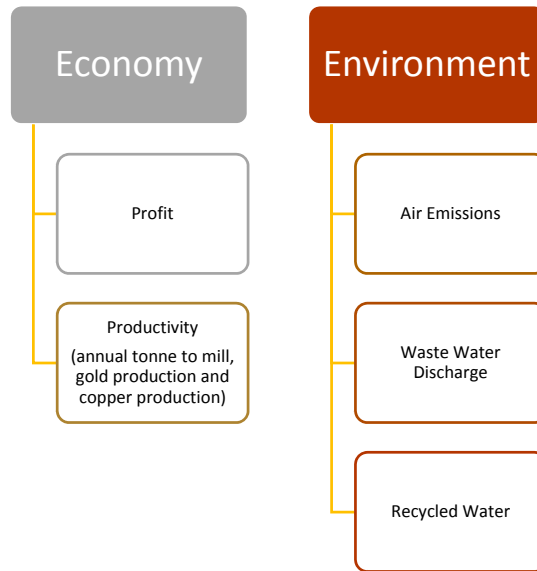 Economy
Profit
Productivity
(annual tonne to mill,
gold production and
copper production)
Environment
Air Emissions
Waste Water
Discharge
Recycled Water